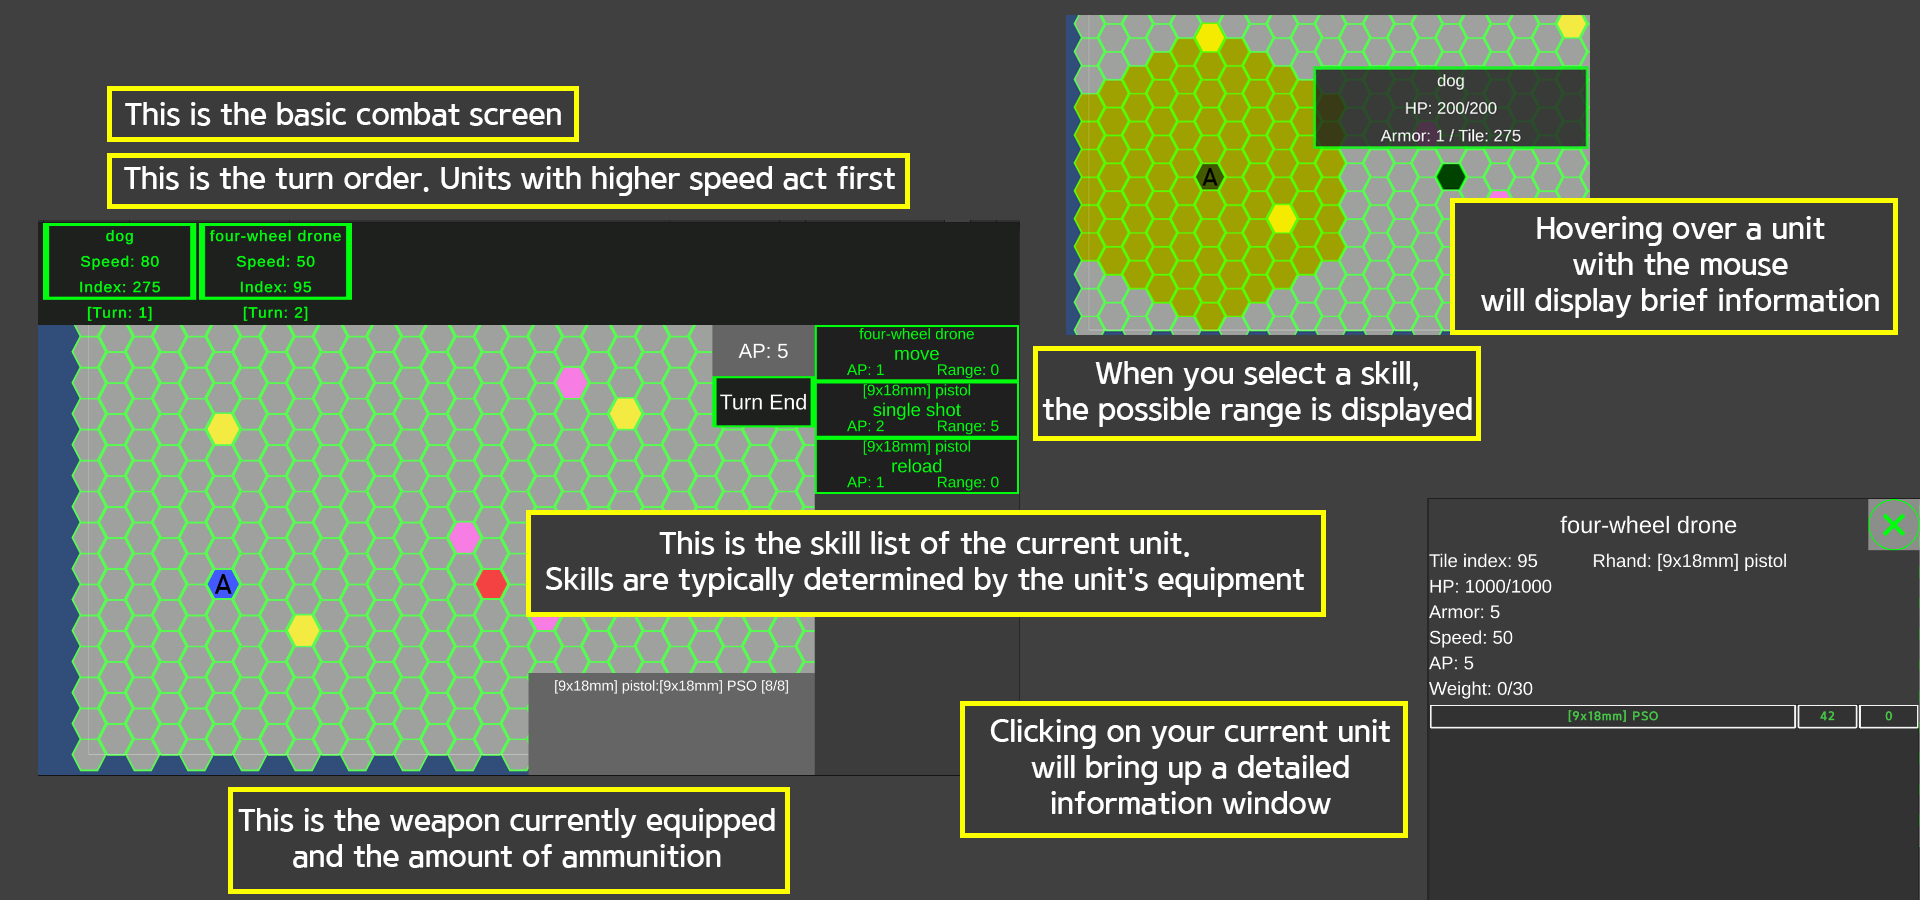 This is the basic combat screen
This is the turn order. Units with higher speed act first
dog
Speed: 80
Index: 275
[Turn: 1]
four-wheel drone
Speed: 50
Index: 95
[Turn: 2]
AP: 5
Turn End
four-wheel drone
move
AP: 1 Range: 0
[9x18mm] pistol
single shot
AP: 2 Range: 5
[9x18mm] pistol
reload
AP: 1 Range: 0
A
This is the skill list of the current unit.
Skills are typically determined by the unit's equipment
[9x18mm] pistol:[9x18mm] PSO [8/8]
This is the weapon currently equipped
and the amount of ammunition
dog
HP: 200/200
Armor: 1 / Tile: 275
A
Hovering over a unit
with the mouse
will display brief information
When you select a skill,
the possible range is displayed
four-wheel drone
Tile index: 95 Rhand: [9x18mm] pistol
HP: 1000/1000
Armor: 5
Speed: 50
AP: 5
Weight: 0/30
[9x18mm] PSO 42 0
Clicking on your current unit
will bring up a detailed
information window